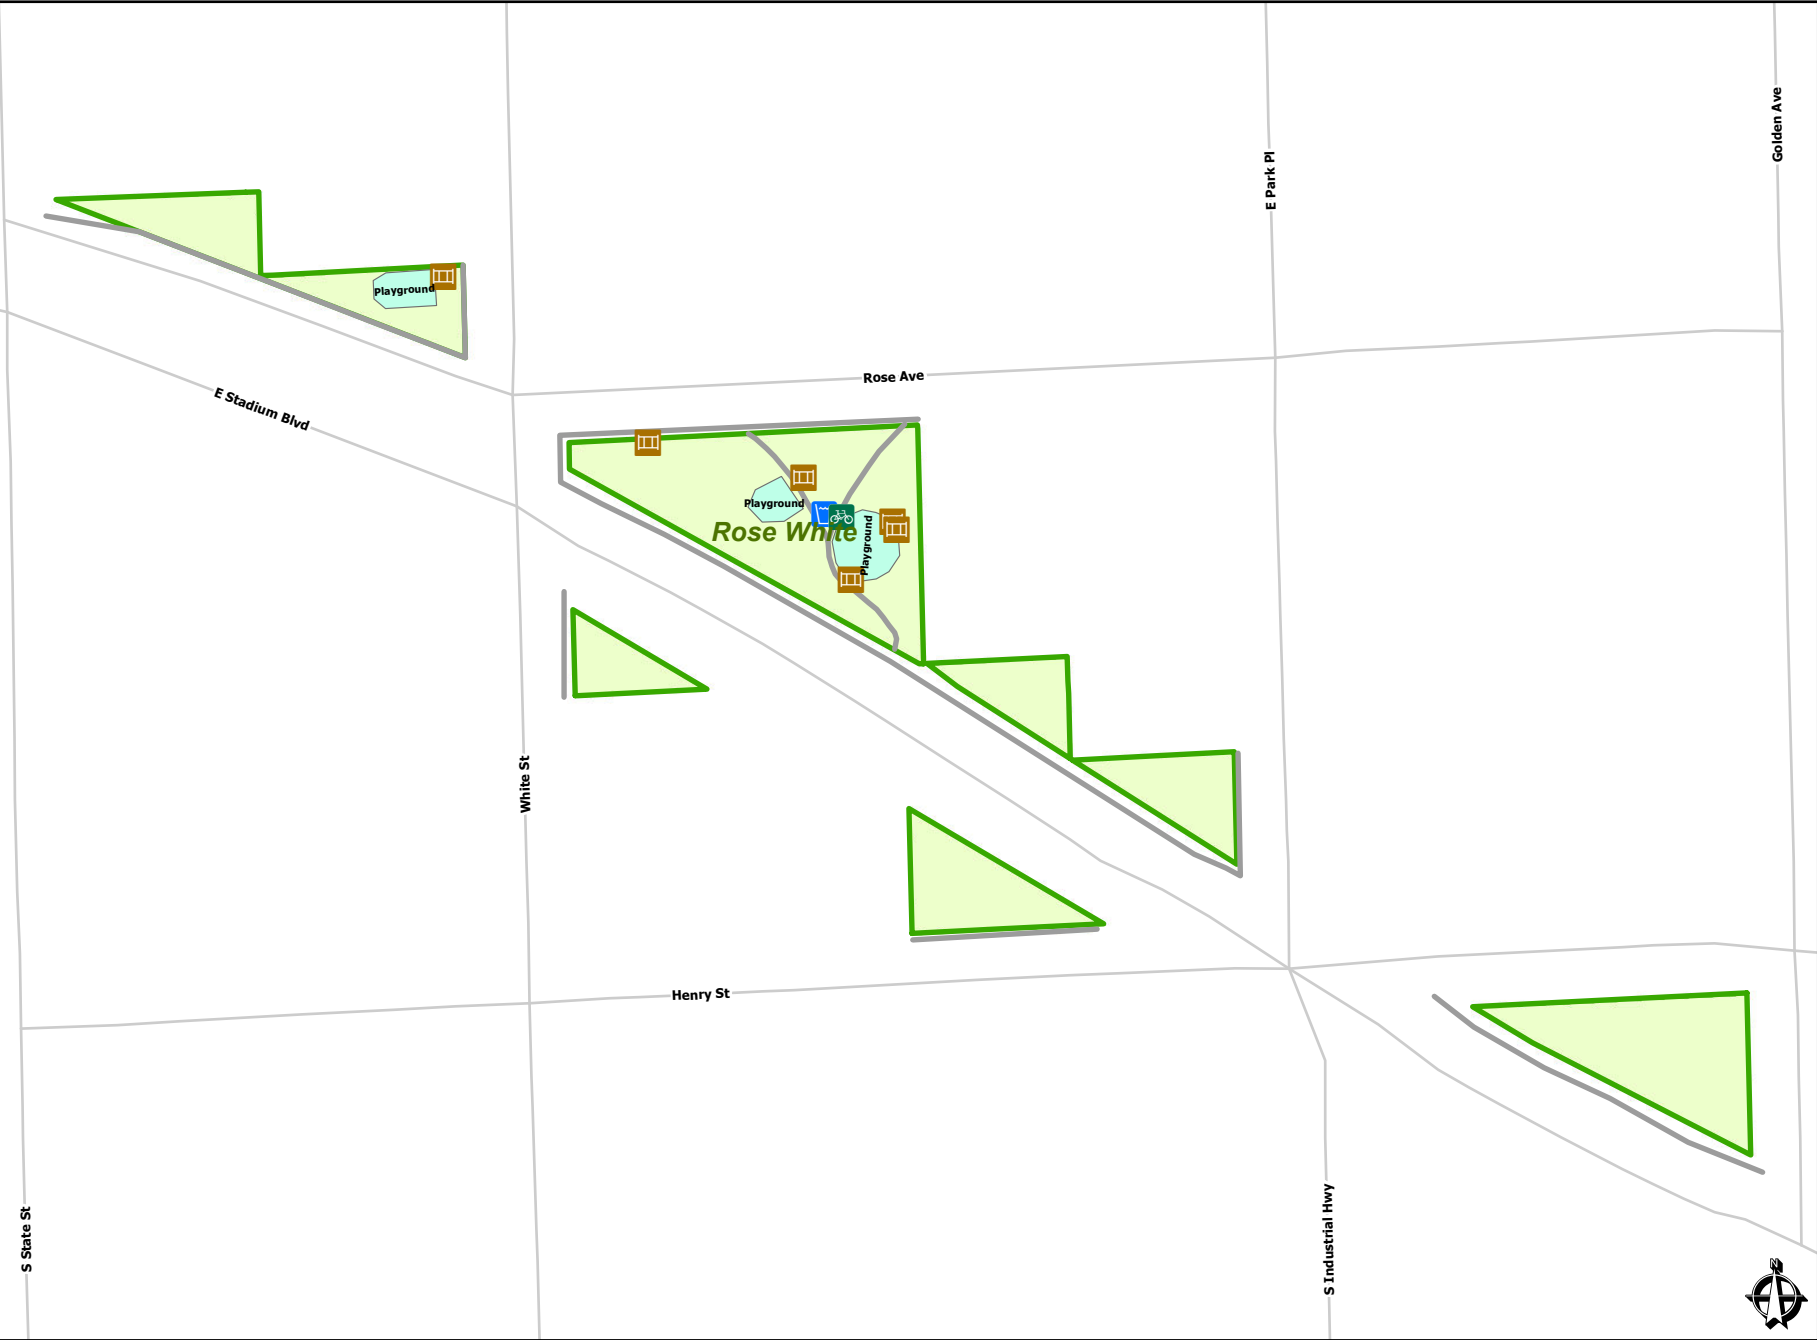 Golden Ave
E Park Pl
Playground
Rose Ave
E Stadium Blvd
Playground
Rose White
Playground
White St
Henry St
S State St
S Industrial Hwy
N